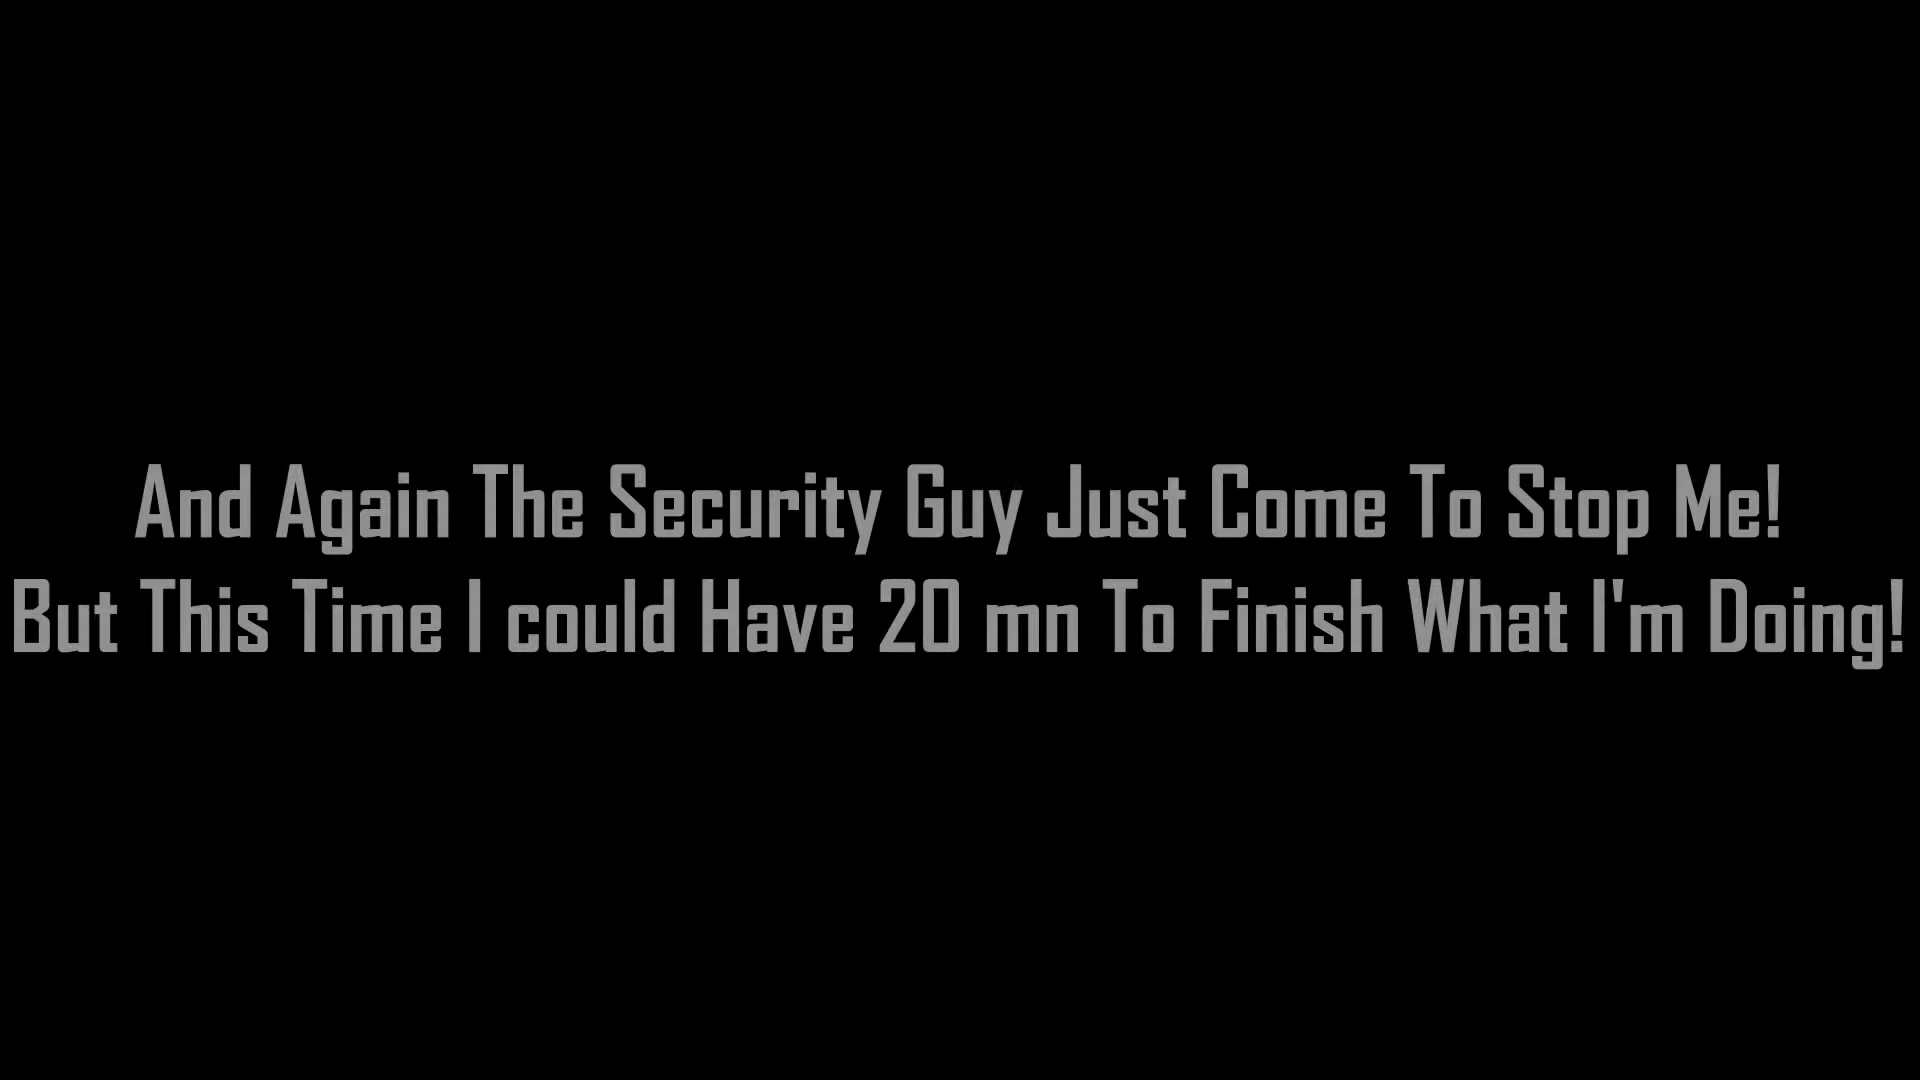 And Again The Security Guy Just Come To Stop Me!
But This Time I could Have 20 mn To Finish What I'm Doing!